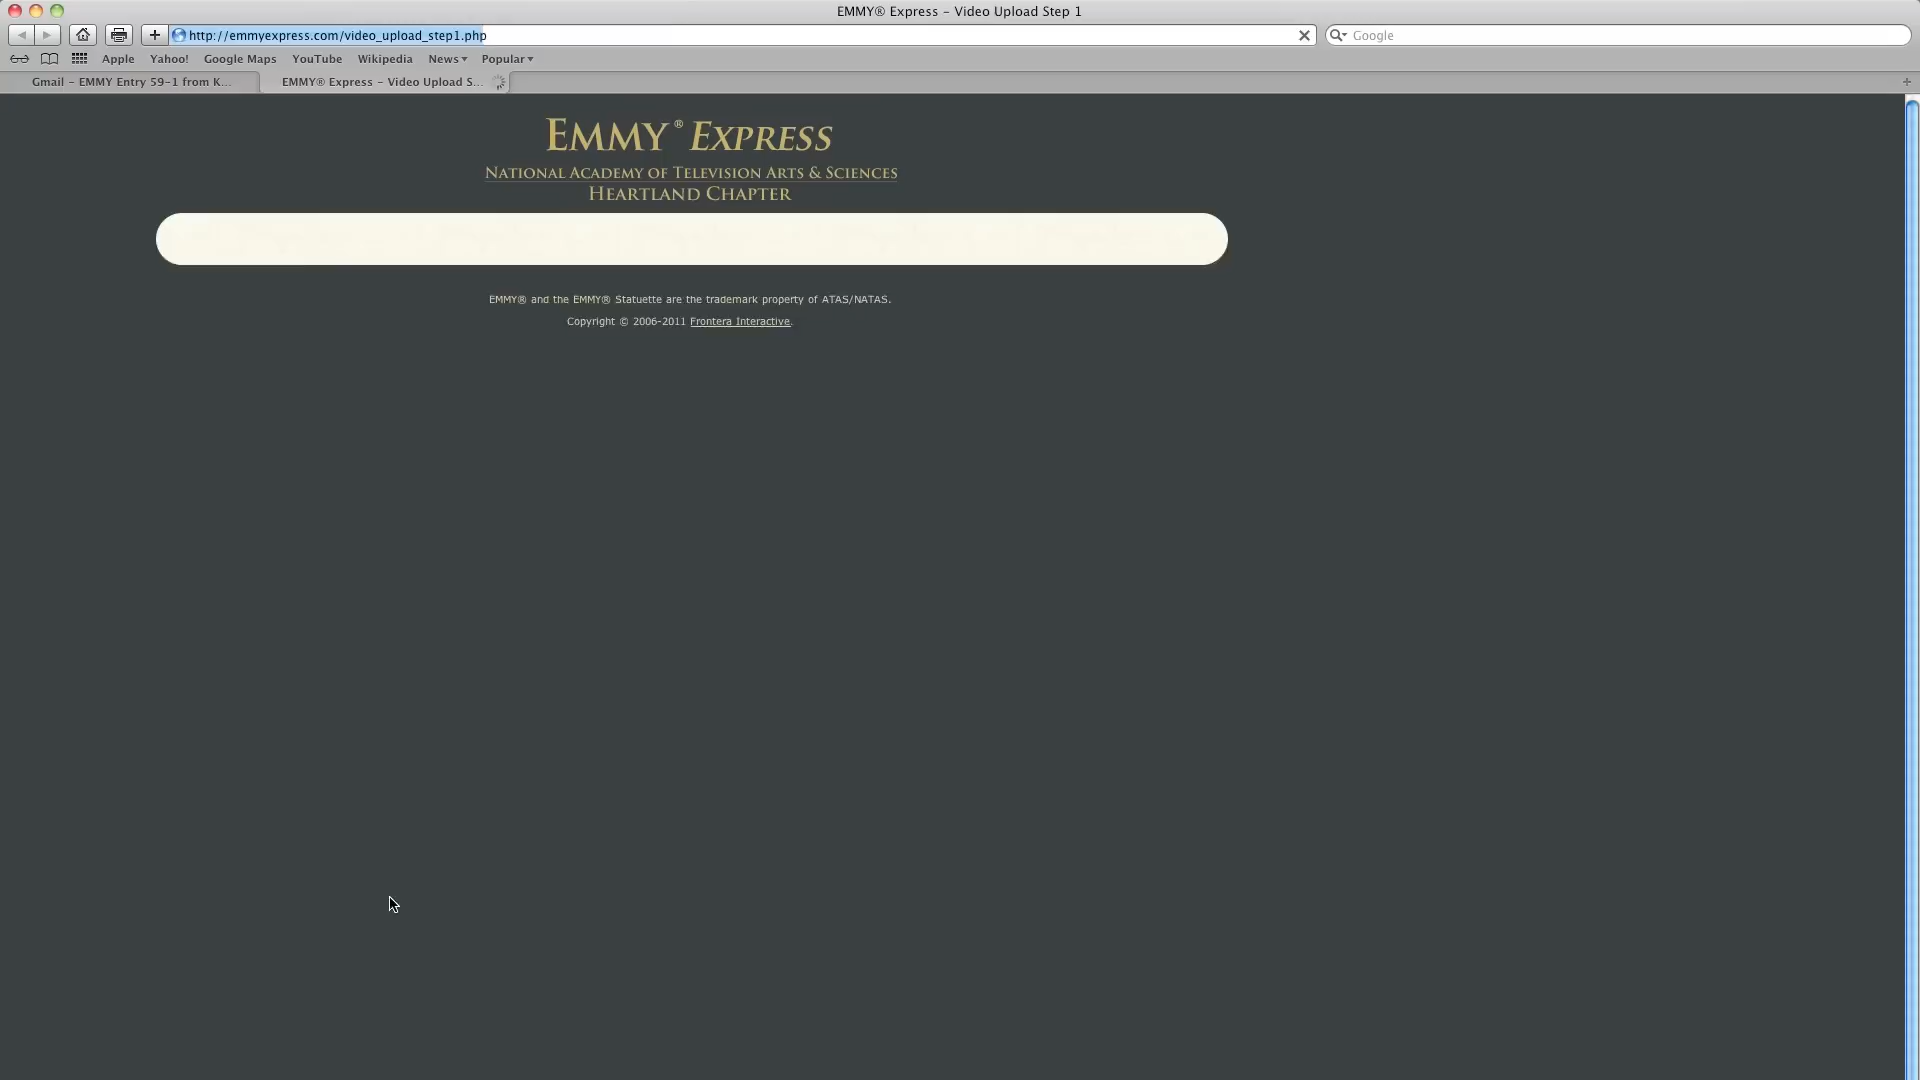 EMMY® Express - Video Upload Step 1
http://emmyexpress.com/video_upload_step1.php
Google
Apple Yahoo! Google Maps YouTube Wikipedia News Popular
Gmail - EMMY Entry 59-1 from K...
EMMY® Express - Video Upload S...
EMMY® EXPRESS
NATIONAL ACADEMY OF TELEVISION ARTS & SCIENCES
HEARTLAND CHAPTER
EMMY® and the EMMY® Statuette are the trademark property of ATAS/NATAS.
Copyright © 2006-2011 Frontera Interactive.